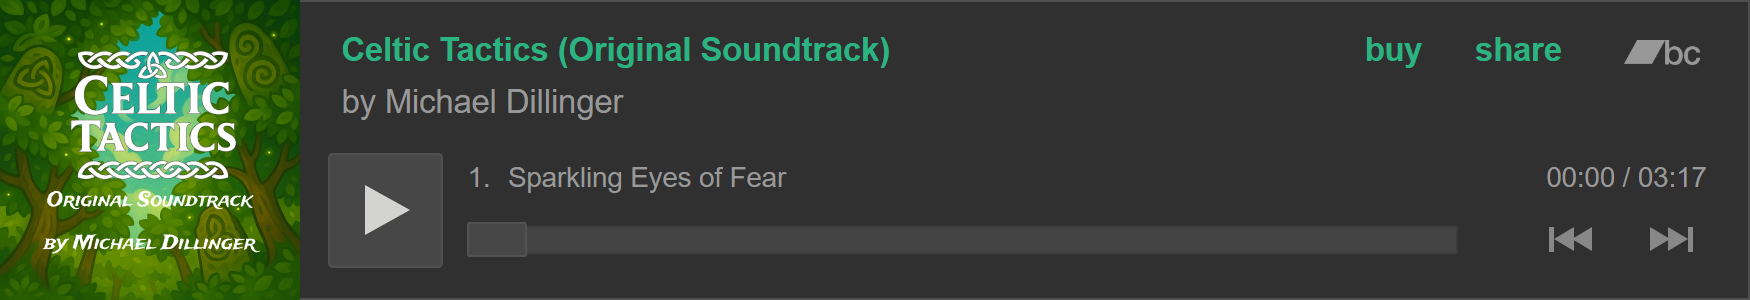 Celtic
Tactics
Original Soundtrack
by Michael Dillinger
Celtic Tactics (Original Soundtrack)
buy share bc
by Michael Dillinger
1. Sparkling Eyes of Fear
00:00 / 03:17